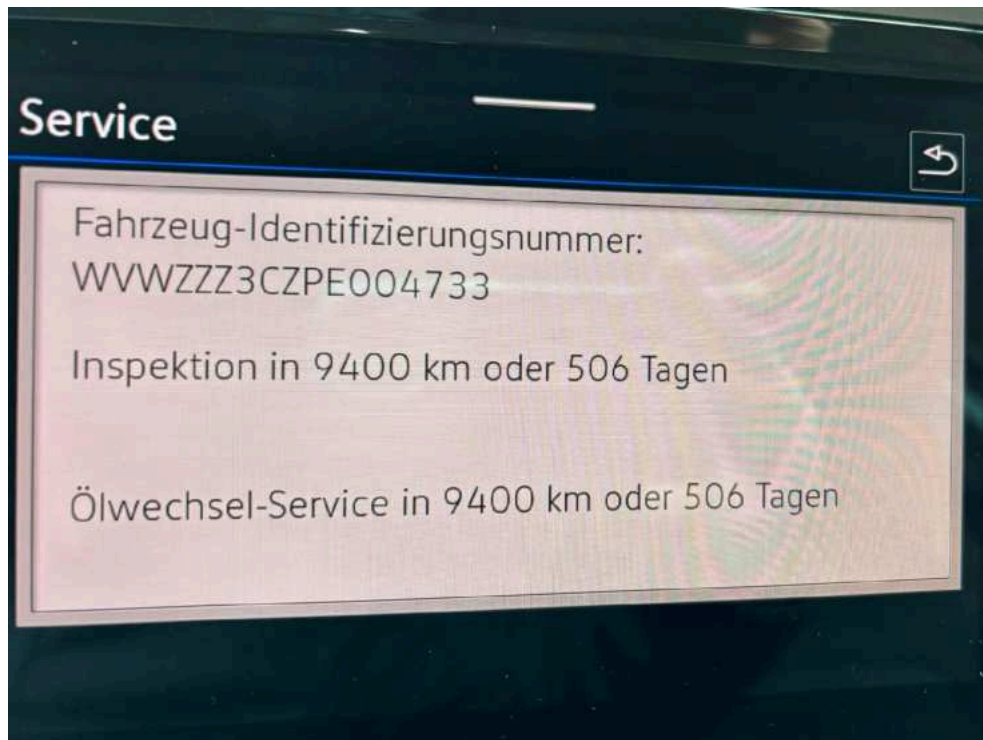 Service
Fahrzeug-Identifizierungsnummer:
WVWZZZ3CZPE004733
Inspektion in 9400 km oder 506 Tagen
Ölwechsel-Service in 9400 km oder 506 Tagen